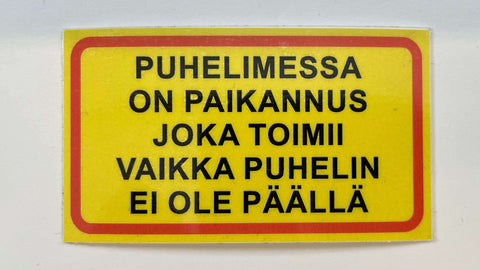 PUHELIMESSA
ON PAIKANNUS
JOKA TOIMII
VAIKKA PUHELIN
EI OLE PÄÄLLÄ